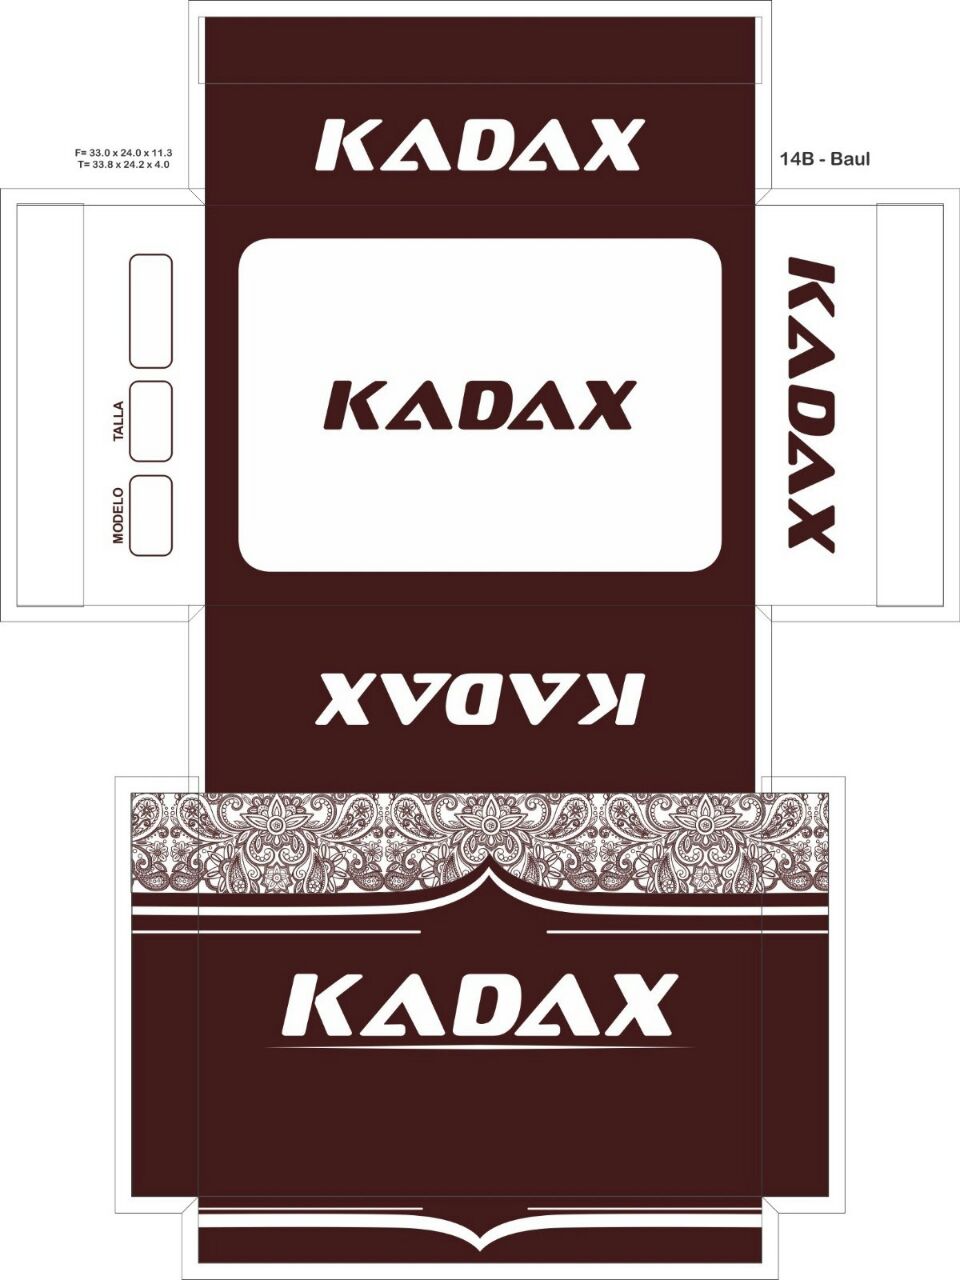 KADAX
F= 33.0 x 24.0 x 11.3
T= 33.8 x 24.2 x 4.0
14B - Baul
TALLA
MODELO
KADAX
KADAX
KADAX
KADAX